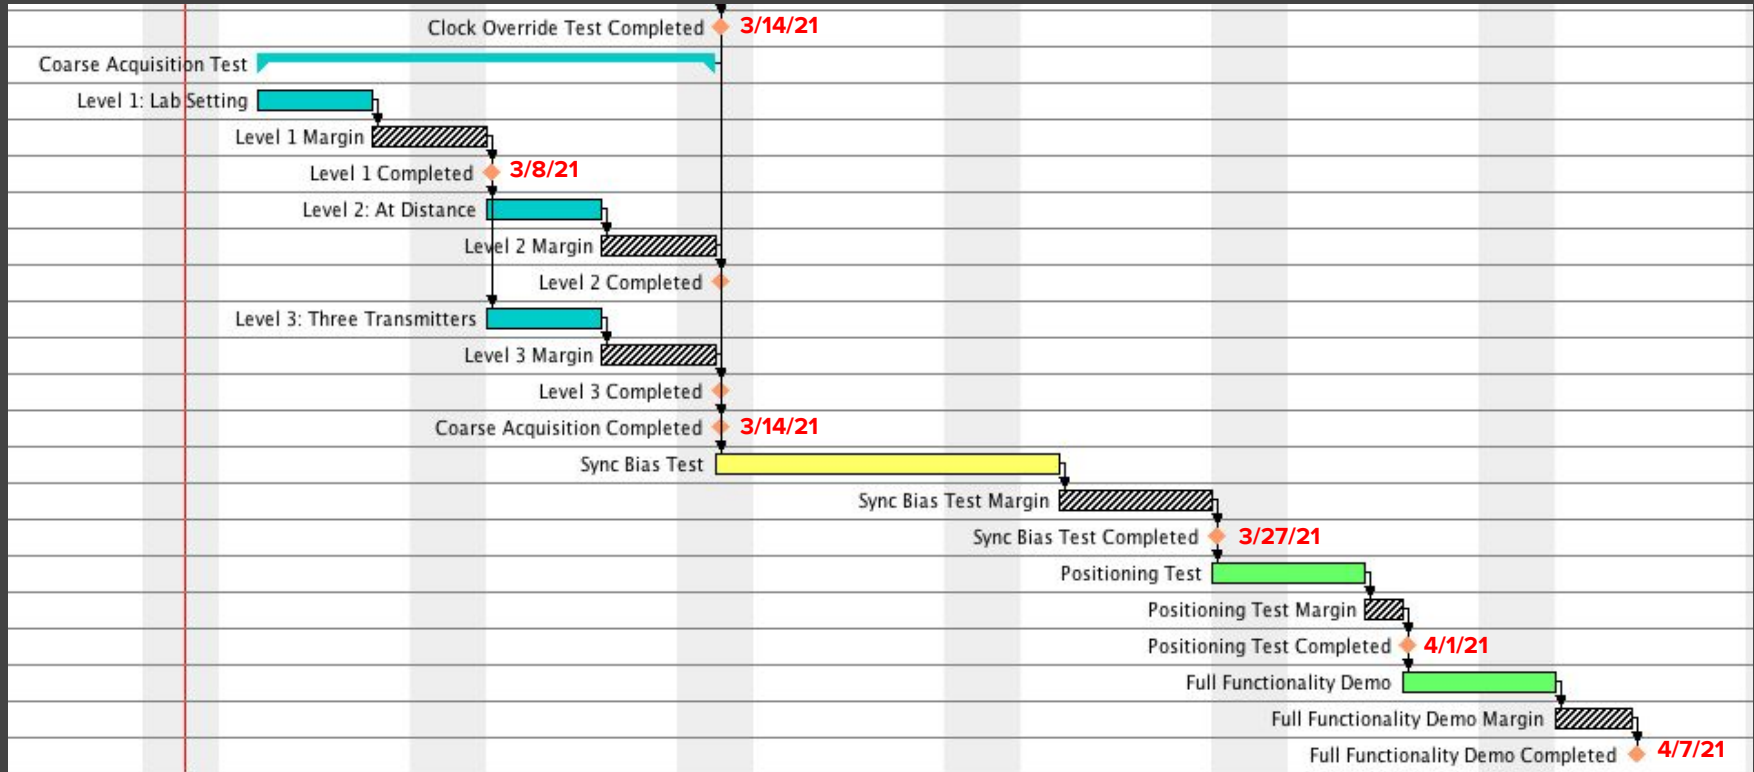 Clock Override Test Completed 3/14/21
Coarse Acquisition Test
Level 1: Lab Setting
Level 1 Margin
Level 1 Completed 3/8/21
Level 2: At Distance
Level 2 Margin
Level 2 Completed
Level 3: Three Transmitters
Level 3 Margin
Level 3 Completed
Coarse Acquisition Completed 3/14/21
Sync Bias Test
Sync Bias Test Margin
Sync Bias Test Completed 3/27/21
Positioning Test
Positioning Test Margin
Positioning Test Completed 4/1/21
Full Functionality Demo
Full Functionality Demo Margin
Full Functionality Demo Completed 4/7/21